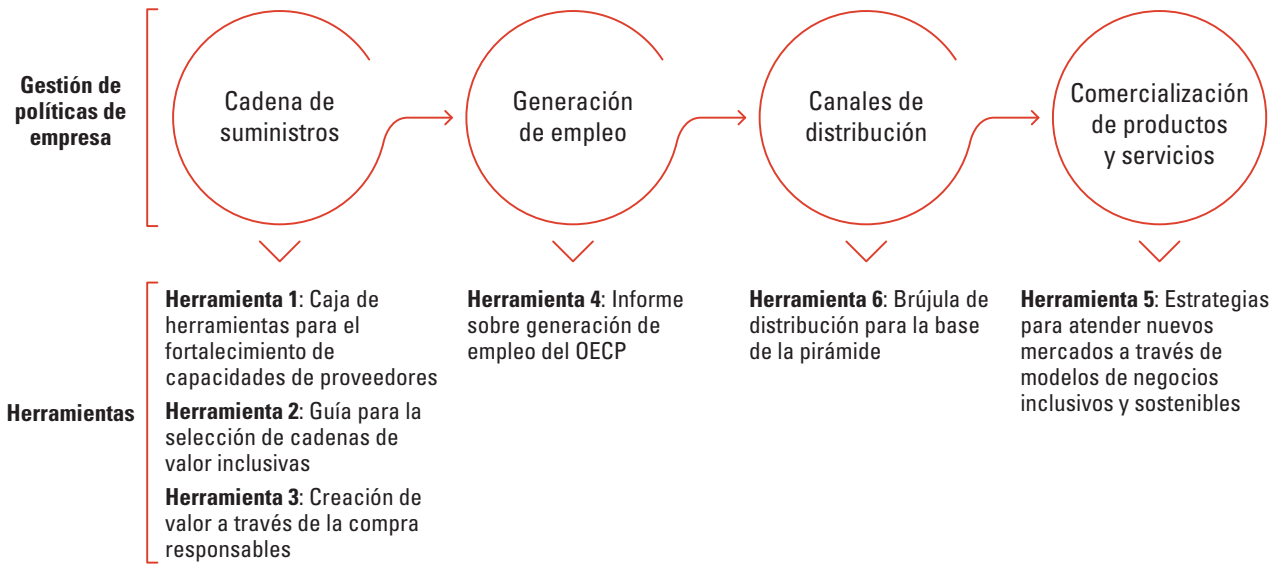 Gestión de
políticas de
empresa
Cadena de
suministros
Generación
de empleo
Canales de
distribución
Comercialización
de productos
y servicios
Herramientas
Herramienta 1: Caja de
herramientas para el
fortalecimiento de
capacidades de proveedores
Herramienta 2: Guía para la
selección de cadenas de
valor inclusivas
Herramienta 3: Creación de
valor a través de la compra
responsables
Herramienta 4: Informe
sobre generación de
empleo del OECP
Herramienta 6: Brújula de
distribución para la base
de la pirámide
Herramienta 5: Estrategias
para atender nuevos
mercados a través de
modelos de negocios
inclusivos y sostenibles